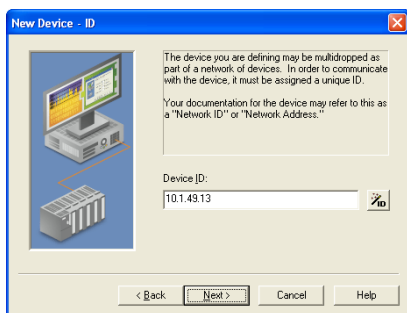 New Device - ID
The device you are defining may be multidropped as
part of a network of devices. In order to communicate
with the device, it must be assigned a unique ID.
Your documentation for the device may refer to this as
a "Network ID" or "Network Address."
Device ID:
10.1.49.13
ID
< Back Next > Cancel Help